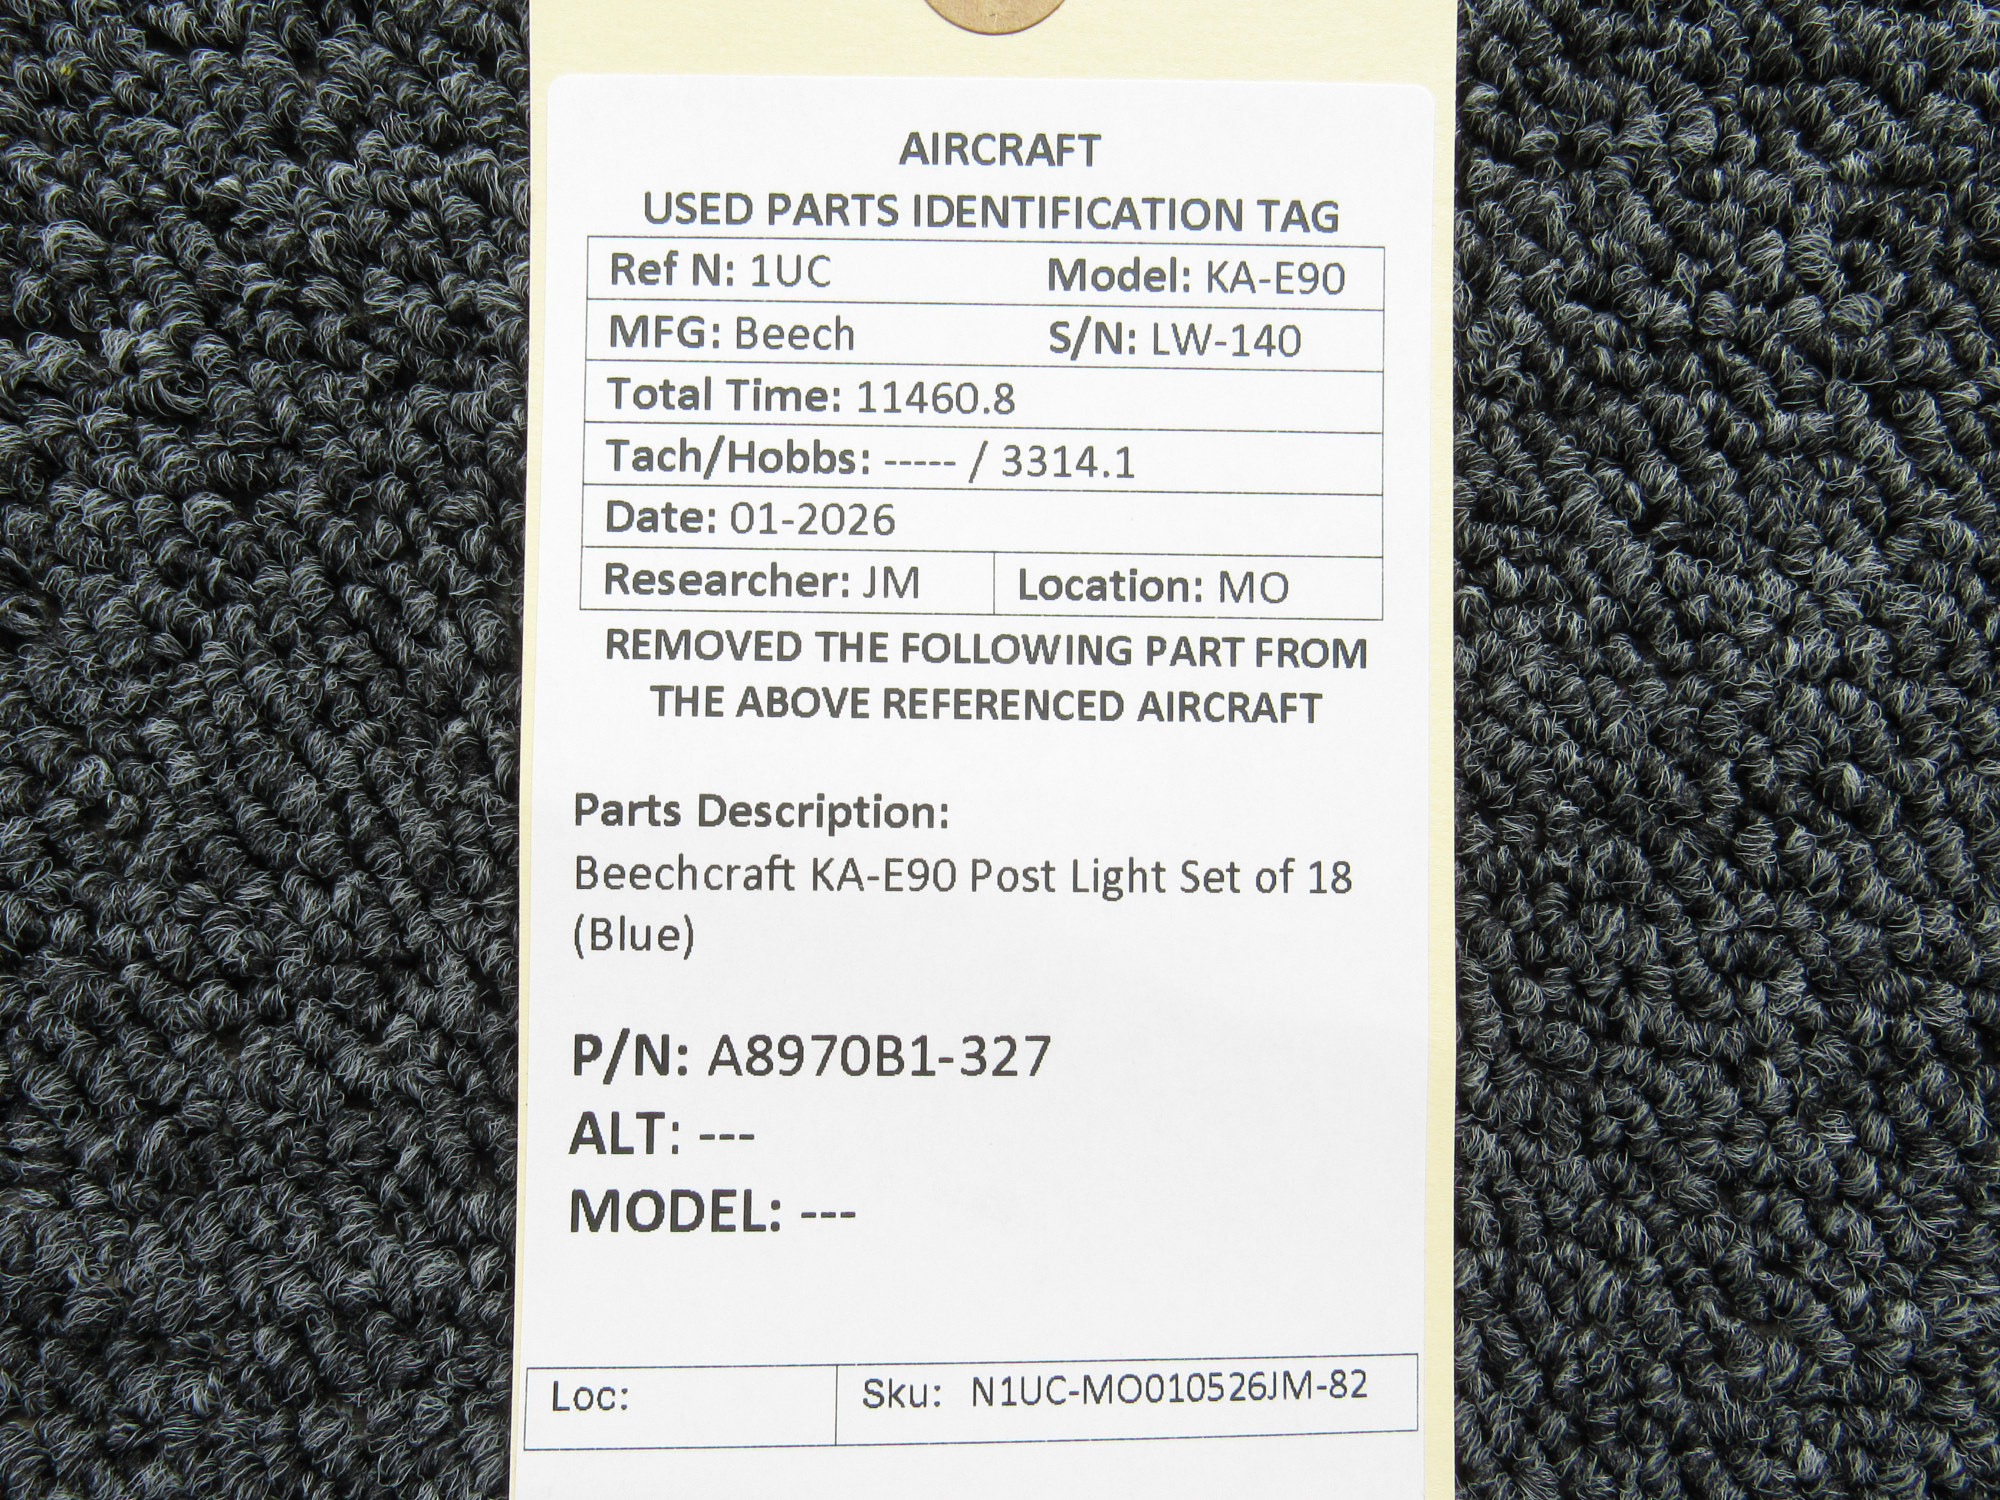 AIRCRAFT
USED PARTS IDENTIFICATION TAG
Ref N: 1UC Model: KA-E90
MFG: Beech S/N: LW-140
Total Time: 11460.8
Tach/Hobbs: ----- / 3314.1
Date: 01-2026
Researcher: JM Location: MO
REMOVED THE FOLLOWING PART FROM
THE ABOVE REFERENCED AIRCRAFT
Parts Description:
Beechcraft KA-E90 Post Light Set of 18
(Blue)
P/N: A8970B1-327
ALT: ---
MODEL: ---
Loc: Sku: N1UC-MO010526JM-82